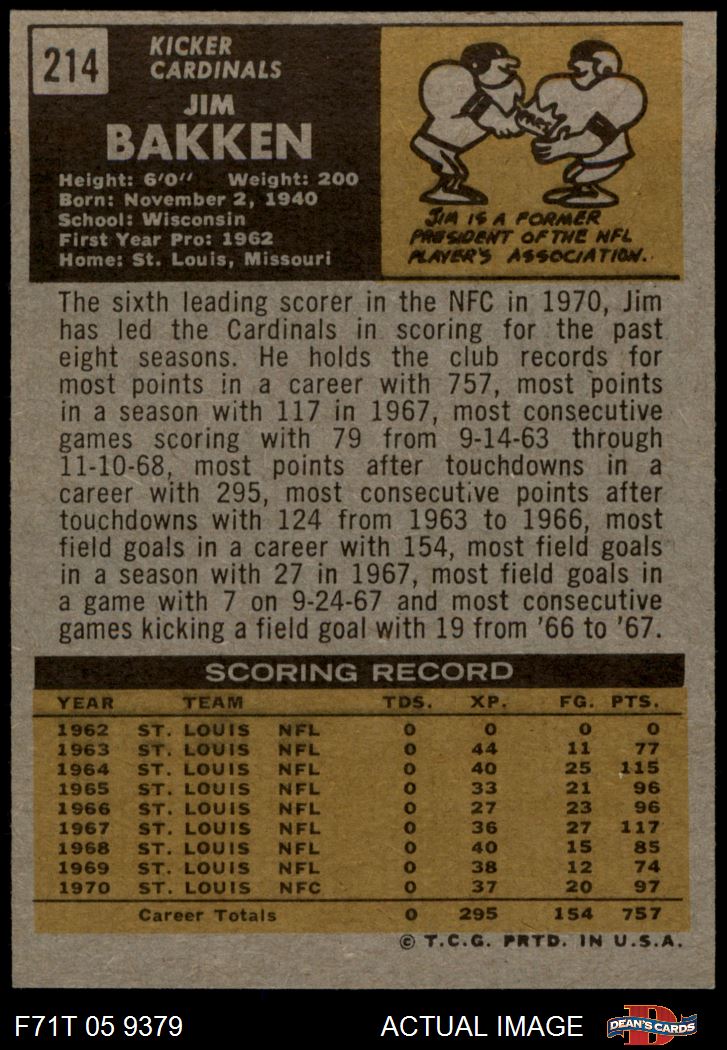 214
KICKER
CARDINALS
JIM
BAKKEN
Height: 6'0" Weight: 200
Born: November 2, 1940
School: Wisconsin
First Year Pro: 1962
Home: St. Louis, Missouri
JIM IS A FORMER
PRESIDENT OF THE NFL
PLAYER'S ASSOCIATION.
The sixth leading scorer in the NFC in 1970, Jim
has led the Cardinals in scoring for the past
eight seasons. He holds the club records for
most points in a career with 757, most points
in a season with 117 in 1967, most consecutive
games scoring with 79 from 9-14-63 through
11-10-68, most points after touchdowns in a
career with 295, most consecutive points after
touchdowns with 124 from 1963 to 1966, most
field goals in a career with 154, most field goals
in a season with 27 in 1967, most field goals in
a game with 7 on 9-24-67 and most consecutive
games kicking a field goal with 19 from '66 to '67.
SCORING RECORD
YEAR TEAM TDS. XP. FG. PTS.
1962 ST. LOUIS NFL 0 0 0 0
1963 ST. LOUIS NFL 0 44 11 77
1964 ST. LOUIS NFL 0 40 25 115
1965 ST. LOUIS NFL 0 33 21 96
1966 ST. LOUIS NFL 0 27 23 96
1967 ST. LOUIS NFL 0 36 27 117
1968 ST. LOUIS NFL 0 40 15 85
1969 ST. LOUIS NFL 0 38 12 74
1970 ST. LOUIS NFC 0 37 20 97
Career Totals 0 295 154 757
© T.C.G. PRTD. IN U.S.A.
F71T 05 9379 ACTUAL IMAGE
D
DEAN'S CARDS